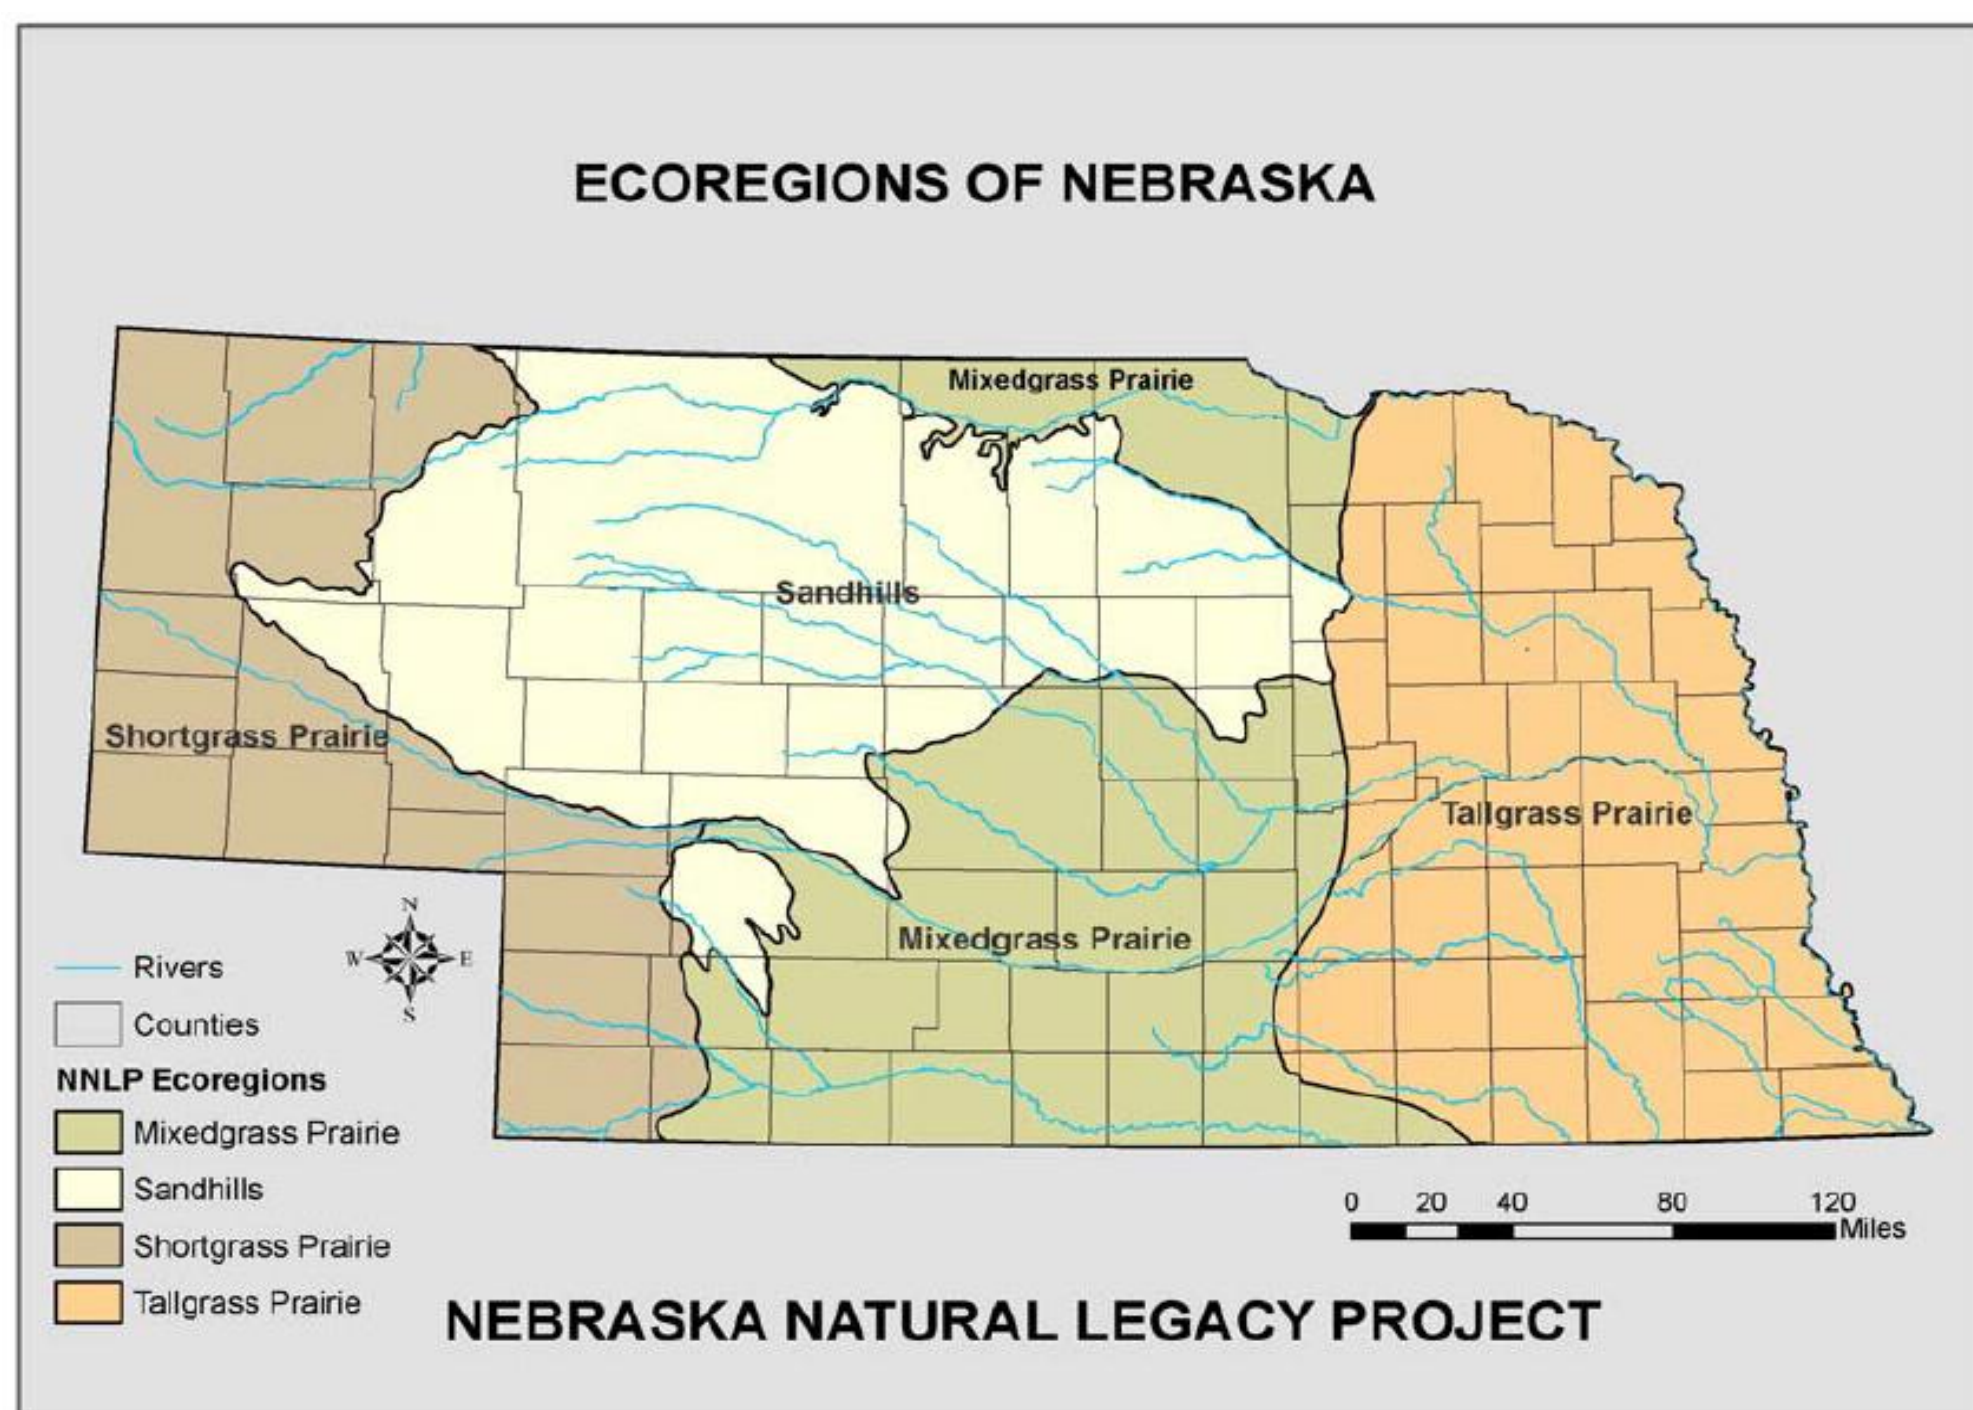 ECOREGIONS OF NEBRASKA
Mixedgrass Prairie
Sandhills
Shortgrass Prairie
Tallgrass Prairie
Mixedgrass Prairie
N
W E
S
Rivers
Counties
NNLP Ecoregions
Mixedgrass Prairie
Sandhills
Shortgrass Prairie
Tallgrass Prairie
0 20 40 80 120
Miles
NEBRASKA NATURAL LEGACY PROJECT